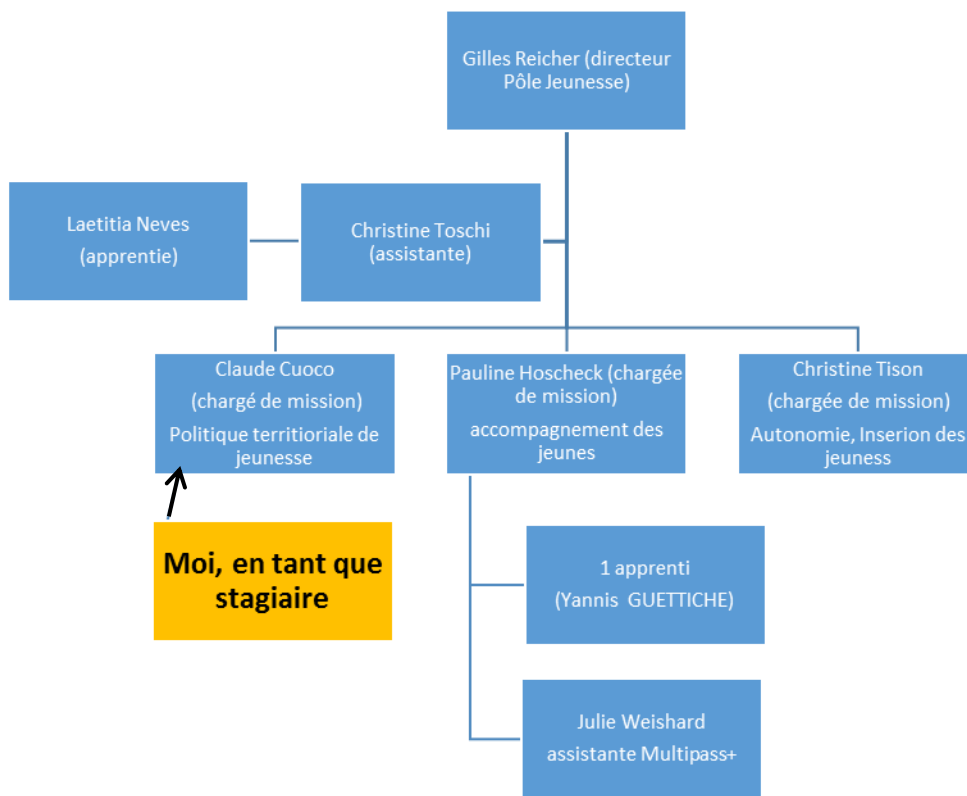 Gilles Reicher (directeur
Pôle Jeunesse)
Laetitia Neves
(apprentie)
Christine Toschi
(assistante)
Claude Cuoco
(chargé de mission)
Politique territioriale de
jeunesse
Pauline Hoscheck (chargée
de mission)
accompagnement des
jeunes
Christine Tison
(chargée de mission)
Autonomie, Inserion des
jeuness
Moi, en tant que
stagiaire
1 apprenti
(Yannis GUETTICHE)
Julie Weishard
assistante Multipass+